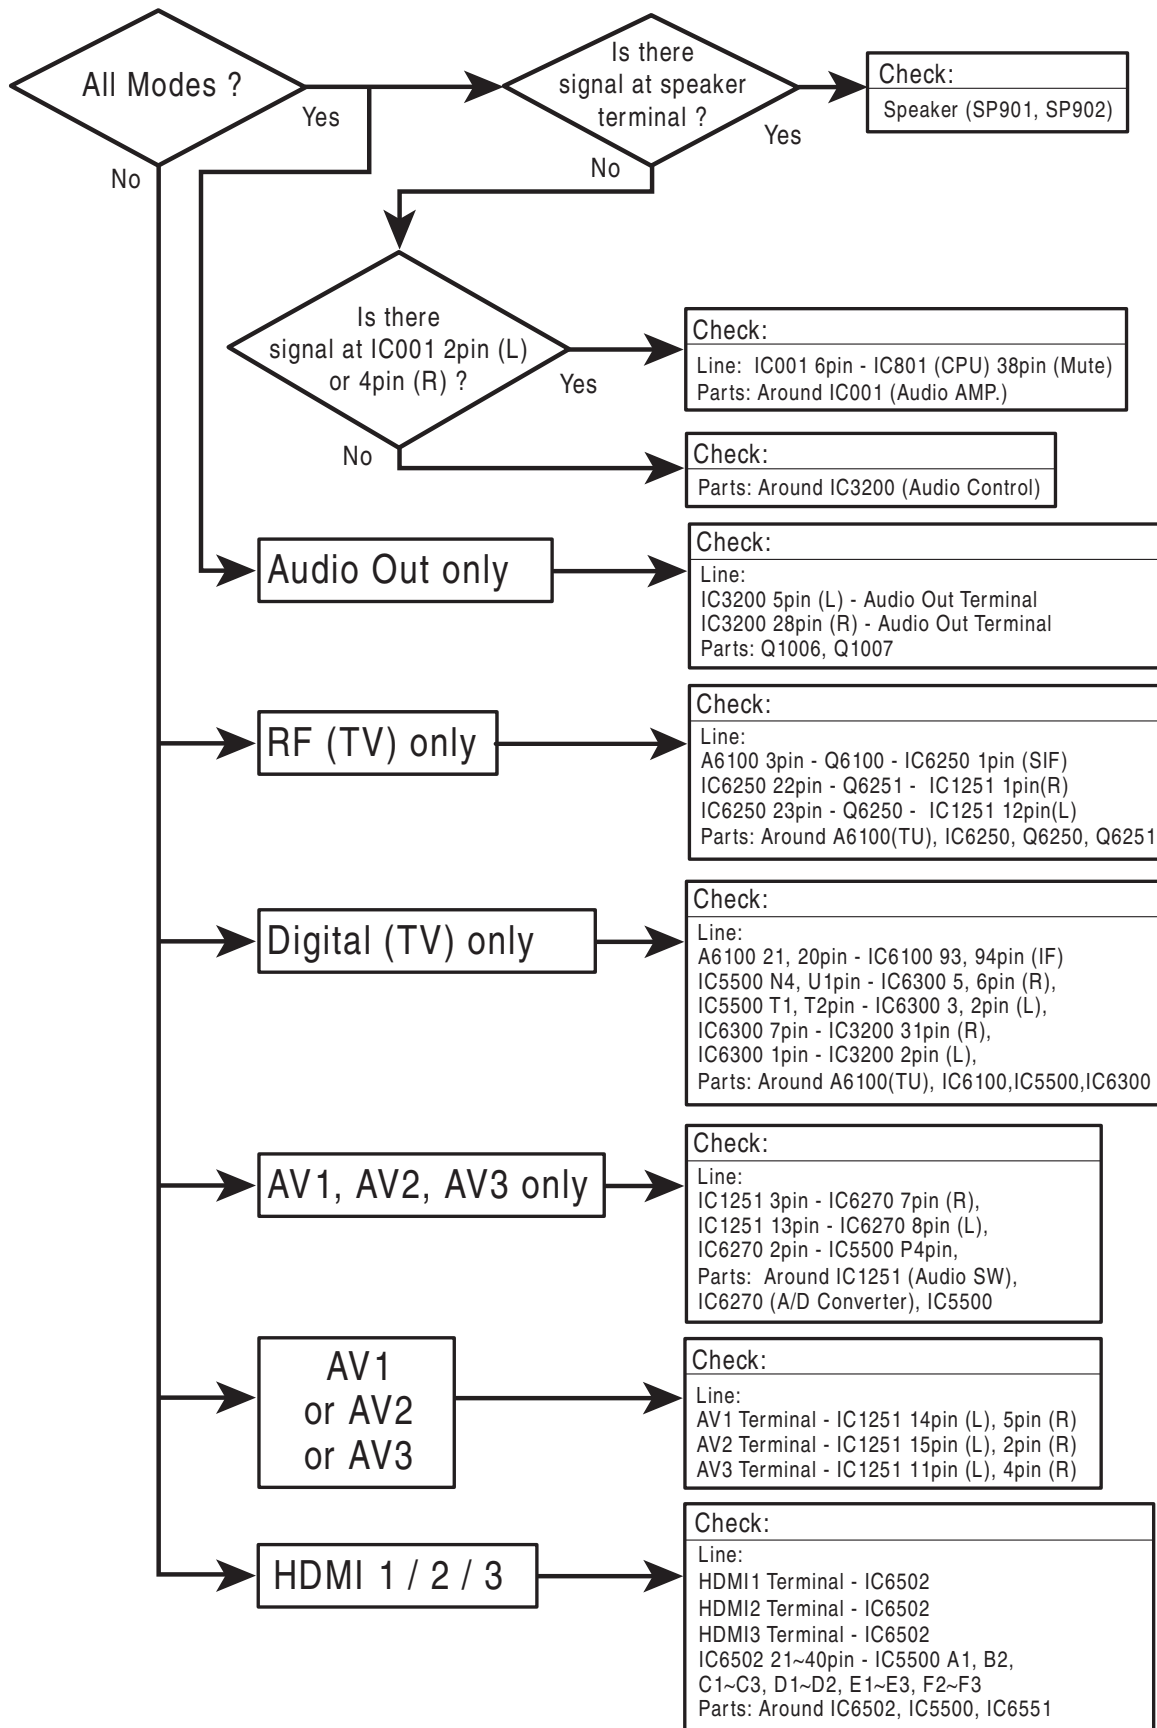 All Modes ?
Yes
No
Is there
signal at speaker
terminal ?
Yes
No
Check:
Speaker (SP901, SP902)
Is there
signal at IC001 2pin (L)
or 4pin (R) ?
Yes
No
Check:
Line:  IC001 6pin - IC801 (CPU) 38pin (Mute)
Parts: Around IC001 (Audio AMP.)
Check:
Parts: Around IC3200 (Audio Control)
Audio Out only
Check:
Line:
IC3200 5pin (L) - Audio Out Terminal
IC3200 28pin (R) - Audio Out Terminal
Parts: Q1006, Q1007
RF (TV) only
Check:
Line:
A6100 3pin - Q6100 - IC6250 1pin (SIF)
IC6250 22pin - Q6251 -  IC1251 1pin(R)
IC6250 23pin - Q6250 -  IC1251 12pin(L)
Parts: Around A6100(TU), IC6250, Q6250, Q6251
Digital (TV) only
Check:
Line:
A6100 21, 20pin - IC6100 93, 94pin (IF)
IC5500 N4, U1pin - IC6300 5, 6pin (R),
IC5500 T1, T2pin - IC6300 3, 2pin (L),
IC6300 7pin - IC3200 31pin (R),
IC6300 1pin - IC3200 2pin (L),
Parts: Around A6100(TU), IC6100,IC5500,IC6300
AV1, AV2, AV3 only
Check:
Line:
IC1251 3pin - IC6270 7pin (R),
IC1251 13pin - IC6270 8pin (L),
IC6270 2pin - IC5500 P4pin,
Parts:  Around IC1251 (Audio SW),
IC6270 (A/D Converter), IC5500
AV1
or AV2
or AV3
Check:
Line:
AV1 Terminal - IC1251 14pin (L), 5pin (R)
AV2 Terminal - IC1251 15pin (L), 2pin (R)
AV3 Terminal - IC1251 11pin (L), 4pin (R)
HDMI 1 / 2 / 3
Check:
Line:
HDMI1 Terminal - IC6502
HDMI2 Terminal - IC6502
HDMI3 Terminal - IC6502
IC6502 21~40pin - IC5500 A1, B2,
C1~C3, D1~D2, E1~E3, F2~F3
Parts: Around IC6502, IC5500, IC6551